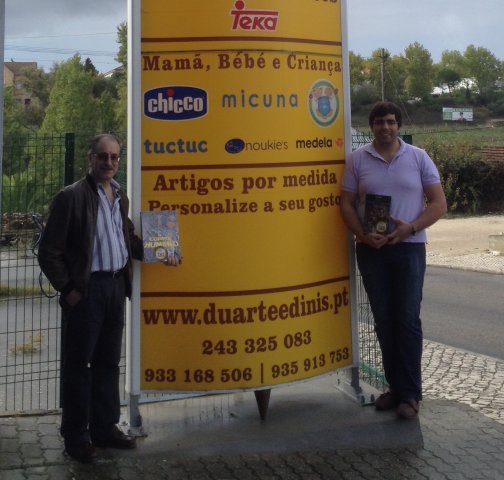 teka
Mamã, Bébé e Criança
chicco micuna
tuctuc noukie's medela
Artigos por medida
Personalize a seu gosto
www.duarteedinis.pt
243 325 083
933 168 506 | 935 913 753
HUMANO